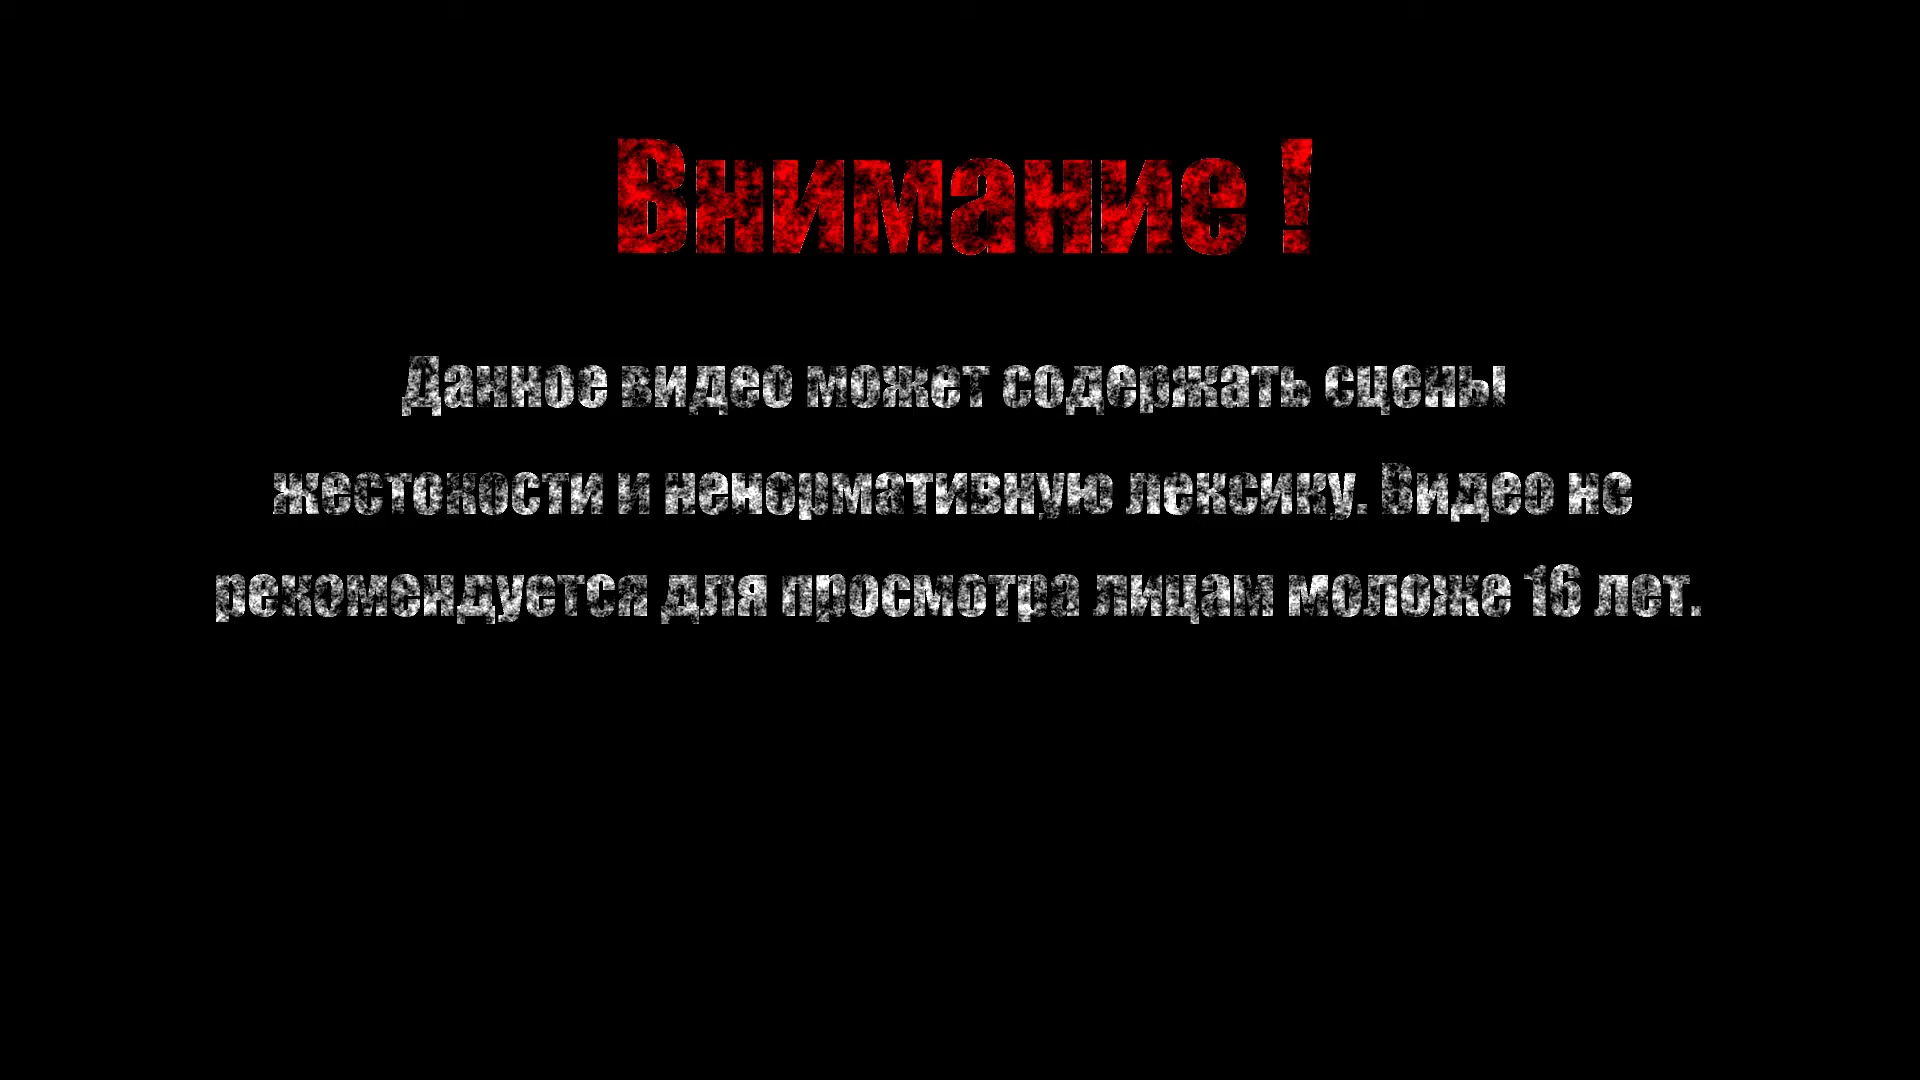 Внимание !
Данное видео может содержать сцены
жестокости и ненормативную лексику. Видео не
рекомендуется для просмотра лицам моложе 16 лет.